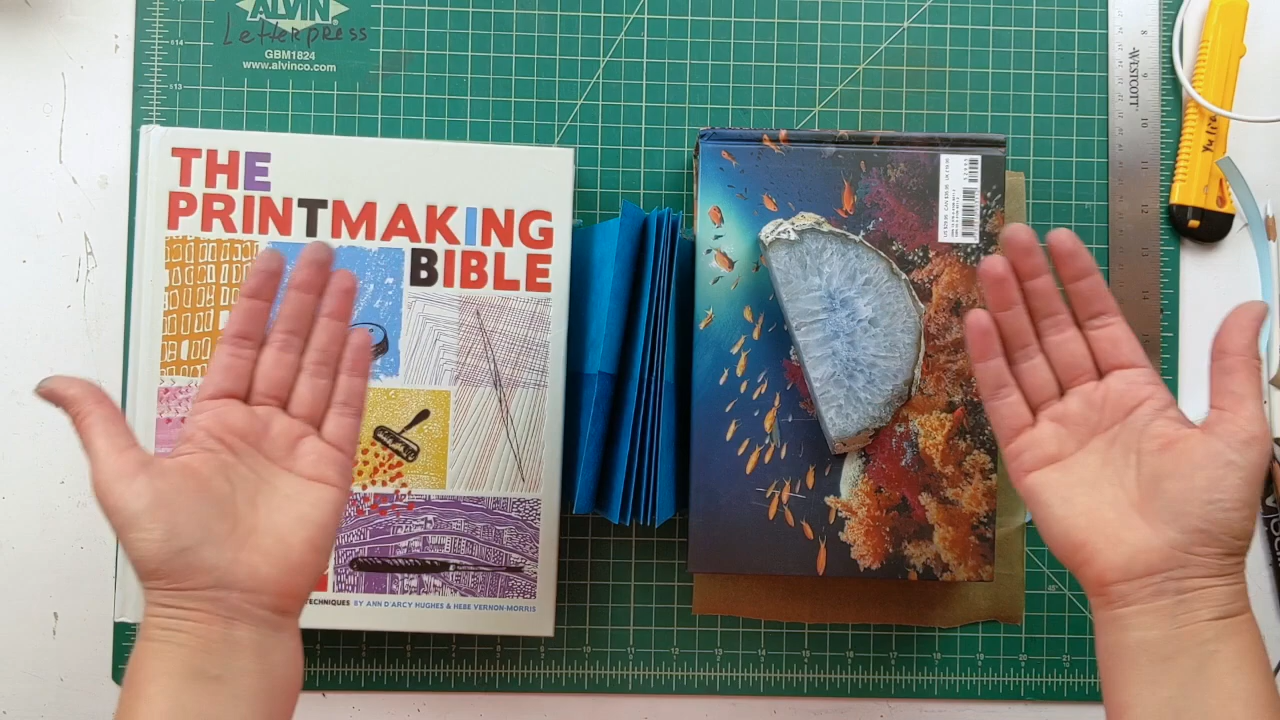 ALVIN
Letterpress
GBM1824
www.alvinco.com
THE
PRINTMAKING
BIBLE
TECHNIQUES BY ANN D'ARCY HUGHES & HEBE VERNON-MORRIS
WESTCOTT